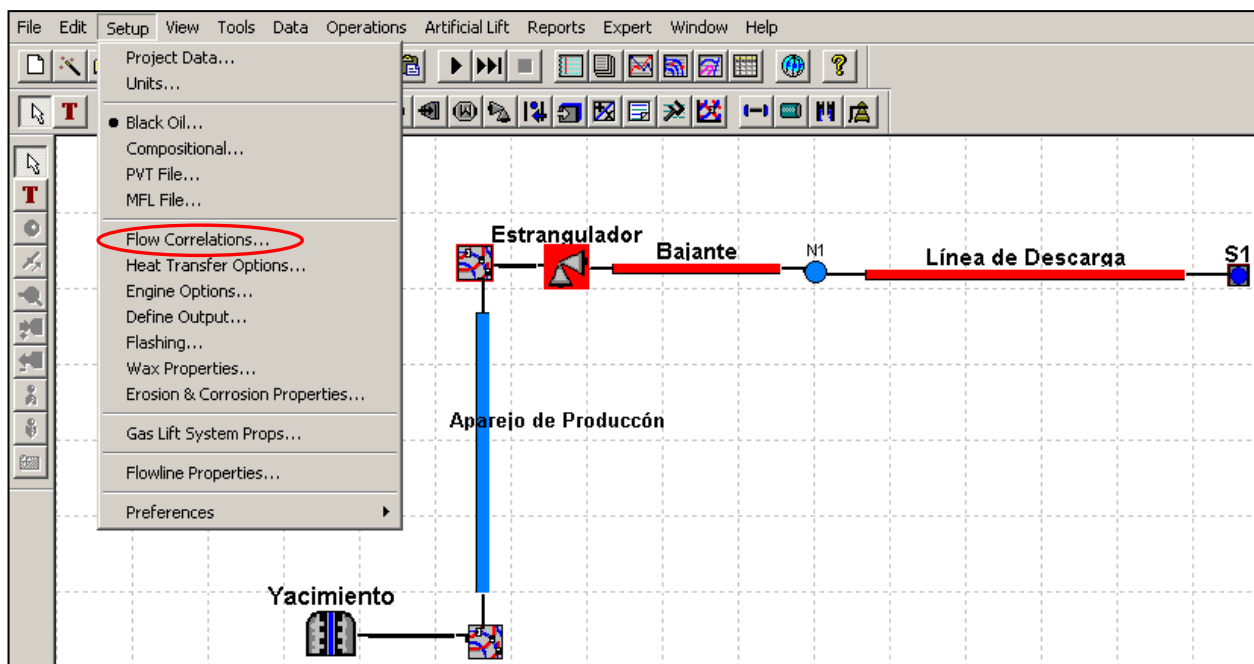 File Edit Setup View Tools Data Operations Artificial Lift Reports Expert Window Help
Project Data...
Units...
T
Black Oil...
Compositional...
PVT File...
MFL File...
T
Flow Correlations...
Heat Transfer Options...
Engine Options...
Define Output...
Flashing...
Wax Properties...
Erosion & Corrosion Properties...
Gas Lift System Props...
Flowline Properties...
Preferences
Estrangulador
Bajante
N1
Línea de Descarga
S1
Aparejo de Produccón
Yacimiento